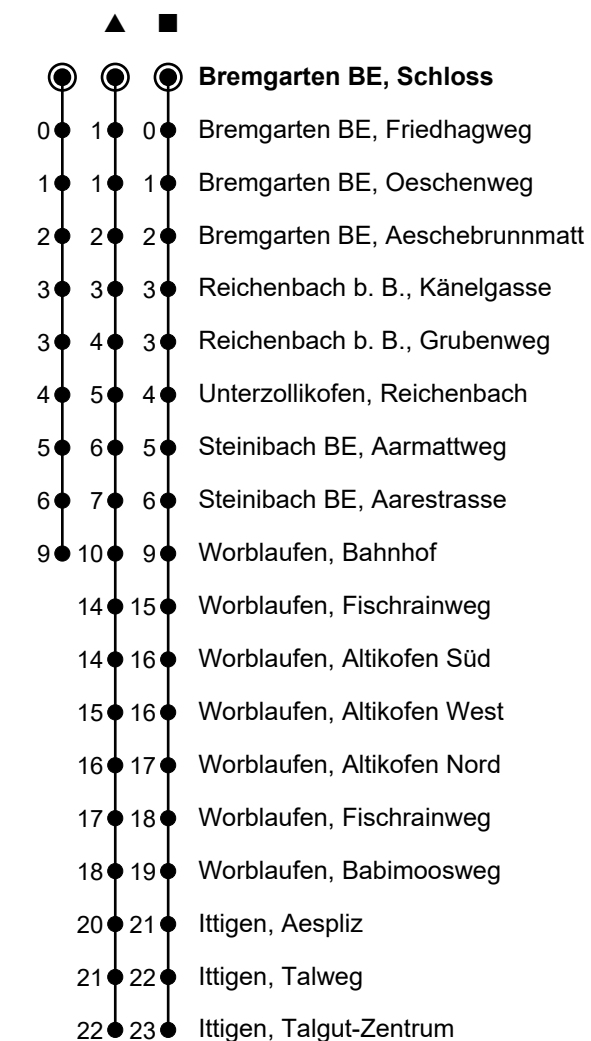 ▲ ■
Bremgarten BE, Schloss
0 1 0 Bremgarten BE, Friedhagweg
1 1 1 Bremgarten BE, Oeschenweg
2 2 2 Bremgarten BE, Aeschebrunnmatt
3 3 3 Reichenbach b. B., Känelgasse
3 4 3 Reichenbach b. B., Grubenweg
4 5 4 Unterzollikofen, Reichenbach
5 6 5 Steinibach BE, Aarmattweg
6 7 6 Steinibach BE, Aarestrasse
9 10 9 Worblaufen, Bahnhof
14 15 Worblaufen, Fischrainweg
14 16 Worblaufen, Altikofen Süd
15 16 Worblaufen, Altikofen West
16 17 Worblaufen, Altikofen Nord
17 18 Worblaufen, Fischrainweg
18 19 Worblaufen, Babimoosweg
20 21 Ittigen, Aespliz
21 22 Ittigen, Talweg
22 23 Ittigen, Talgut-Zentrum